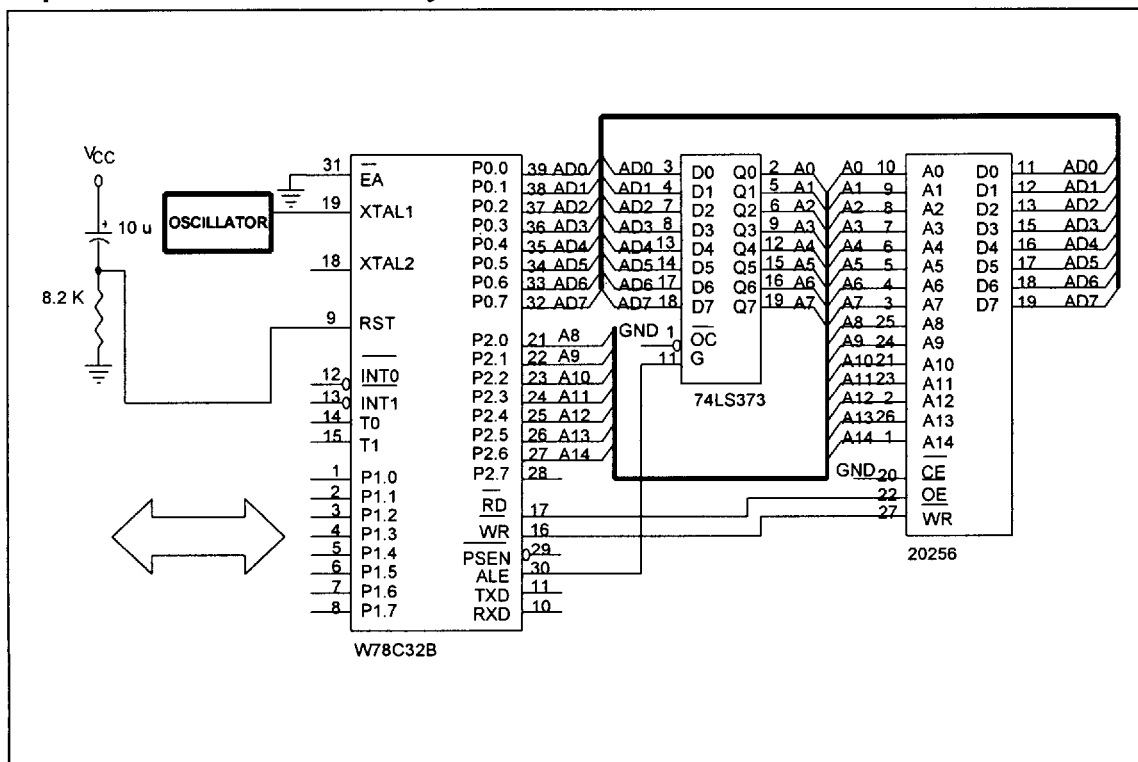 VCC
10 u
8.2 K
OSCILLATOR
31 EA
19 XTAL1
18 XTAL2
9 RST
12 INT0
13 INT1
14 T0
15 T1
1 P1.0
2 P1.1
3 P1.2
4 P1.3
5 P1.4
6 P1.5
7 P1.6
8 P1.7
P0.0 39 AD0
P0.1 38 AD1
P0.2 37 AD2
P0.3 36 AD3
P0.4 35 AD4
P0.5 34 AD5
P0.6 33 AD6
P0.7 32 AD7
P2.0 21 A8
P2.1 22 A9
P2.2 23 A10
P2.3 24 A11
P2.4 25 A12
P2.5 26 A13
P2.6 27 A14
P2.7 28
RD 17
WR 16
PSEN 29
ALE 30
TXD 11
RXD 10
W78C32B
AD0 3 D0 Q0 2 A0
AD1 4 D1 Q1 5 A1
AD2 7 D2 Q2 6 A2
AD3 8 D3 Q3 9 A3
AD4 13 D4 Q4 12 A4
AD5 14 D5 Q5 15 A5
AD6 17 D6 Q6 16 A6
AD7 18 D7 Q7 19 A7
GND 1 OC
11 G
74LS373
A0 10 A0 D0 11 AD0
A1 9 A1 D1 12 AD1
A2 8 A2 D2 13 AD2
A3 7 A3 D3 15 AD3
A4 6 A4 D4 16 AD4
A5 5 A5 D5 17 AD5
A6 4 A6 D6 18 AD6
A7 3 A7 D7 19 AD7
A8 25 A8
A9 24 A9
A10 21 A10
A11 23 A11
A12 2 A12
A13 26 A13
A14 1 A14
GND 20 CE
22 OE
27 WR
20256